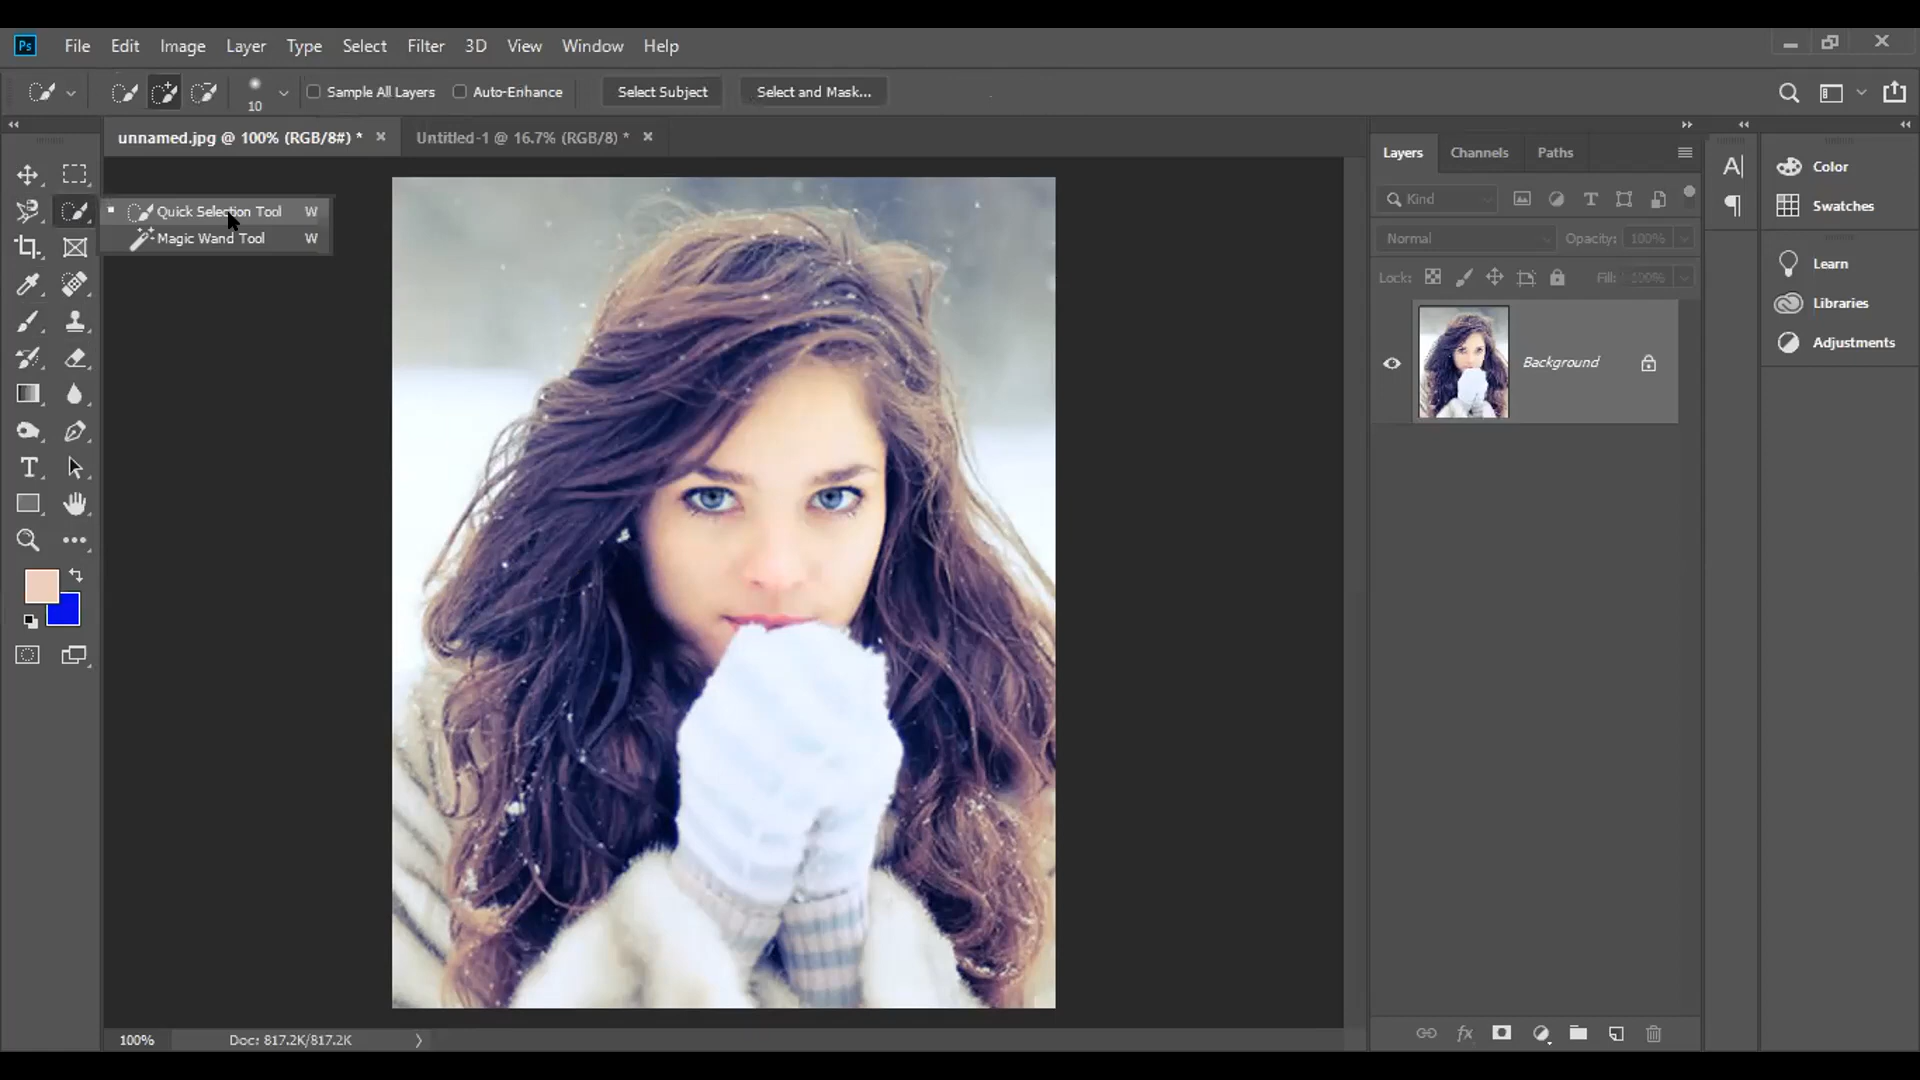 Ps File Edit Image Layer Type Select Filter 3D View Window Help
10 Sample All Layers Auto-Enhance Select Subject Select and Mask...
unnamed.jpg @ 100% (RGB/8#) * Untitled-1 @ 16.7% (RGB/8) *
Quick Selection Tool W
Magic Wand Tool W
Layers Channels Paths
Kind
Normal Opacity: 100%
Lock: Fill: 100%
Background
Color
Swatches
Learn
Libraries
Adjustments
100% Doc: 817.2K/817.2K
fx